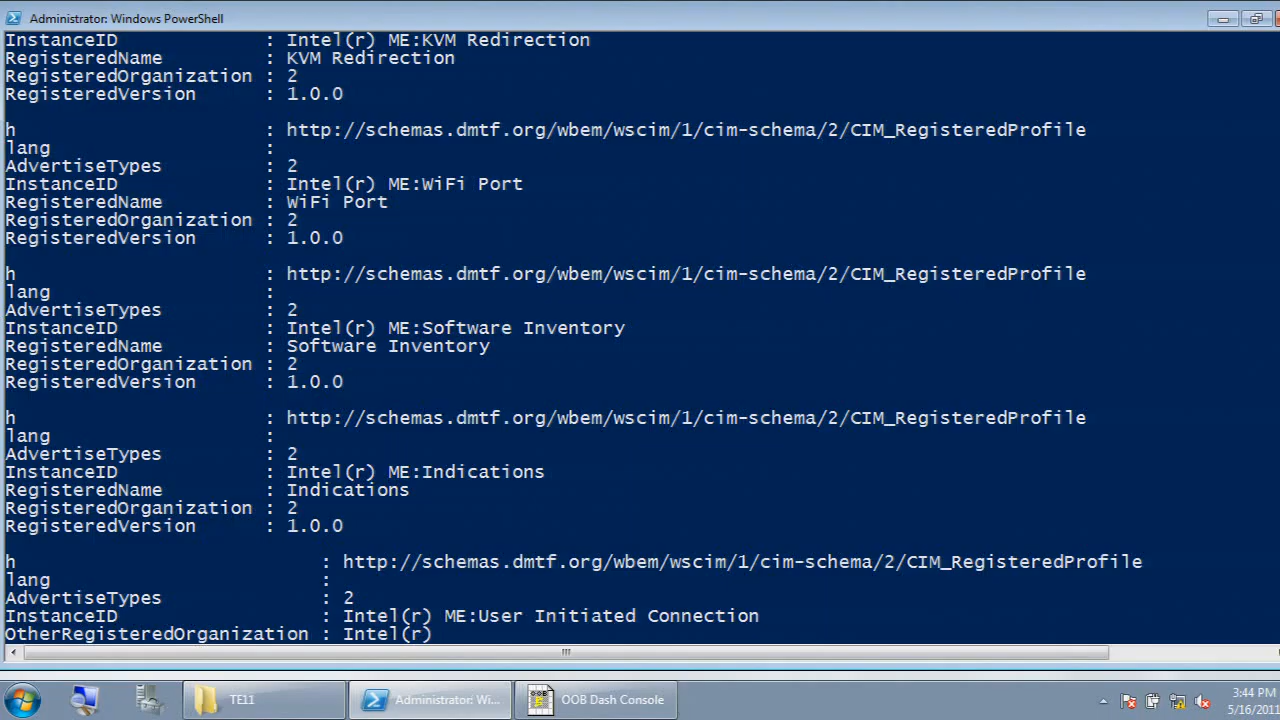 Administrator: Windows PowerShell
InstanceID : Intel(r) ME:KVM Redirection
RegisteredName : KVM Redirection
RegisteredOrganization : 2
RegisteredVersion : 1.0.0
h : http://schemas.dmtf.org/wbem/wscim/1/cim-schema/2/CIM_RegisteredProfile
lang :
AdvertiseTypes : 2
InstanceID : Intel(r) ME:WiFi Port
RegisteredName : WiFi Port
RegisteredOrganization : 2
RegisteredVersion : 1.0.0
h : http://schemas.dmtf.org/wbem/wscim/1/cim-schema/2/CIM_RegisteredProfile
lang :
AdvertiseTypes : 2
InstanceID : Intel(r) ME:Software Inventory
RegisteredName : Software Inventory
RegisteredOrganization : 2
RegisteredVersion : 1.0.0
h : http://schemas.dmtf.org/wbem/wscim/1/cim-schema/2/CIM_RegisteredProfile
lang :
AdvertiseTypes : 2
InstanceID : Intel(r) ME:Indications
RegisteredName : Indications
RegisteredOrganization : 2
RegisteredVersion : 1.0.0
h : http://schemas.dmtf.org/wbem/wscim/1/cim-schema/2/CIM_RegisteredProfile
lang :
AdvertiseTypes : 2
InstanceID : Intel(r) ME:User Initiated Connection
OtherRegisteredOrganization : Intel(r)
TE11 Administrator: Wi... OOB Dash Console 3:44 PM
5/16/2011